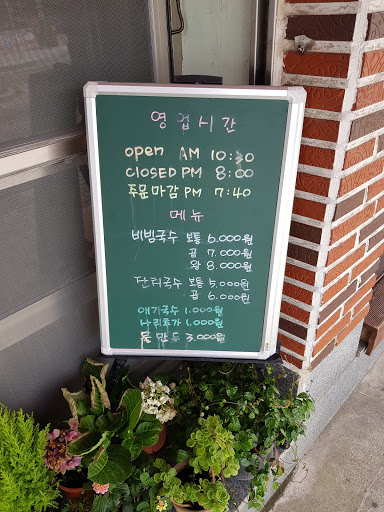 영업시간
open AM 10:30
CLOSED PM 8:00
주문마감 PM 7:40
메뉴
비빔국수 보통 6.000원
곱 7.000원
왕 8.000원
단위국수 보통 5,000원
곱 6.000원
애기국수 1.000원
사리추가 1.000원
물만두 3.000원